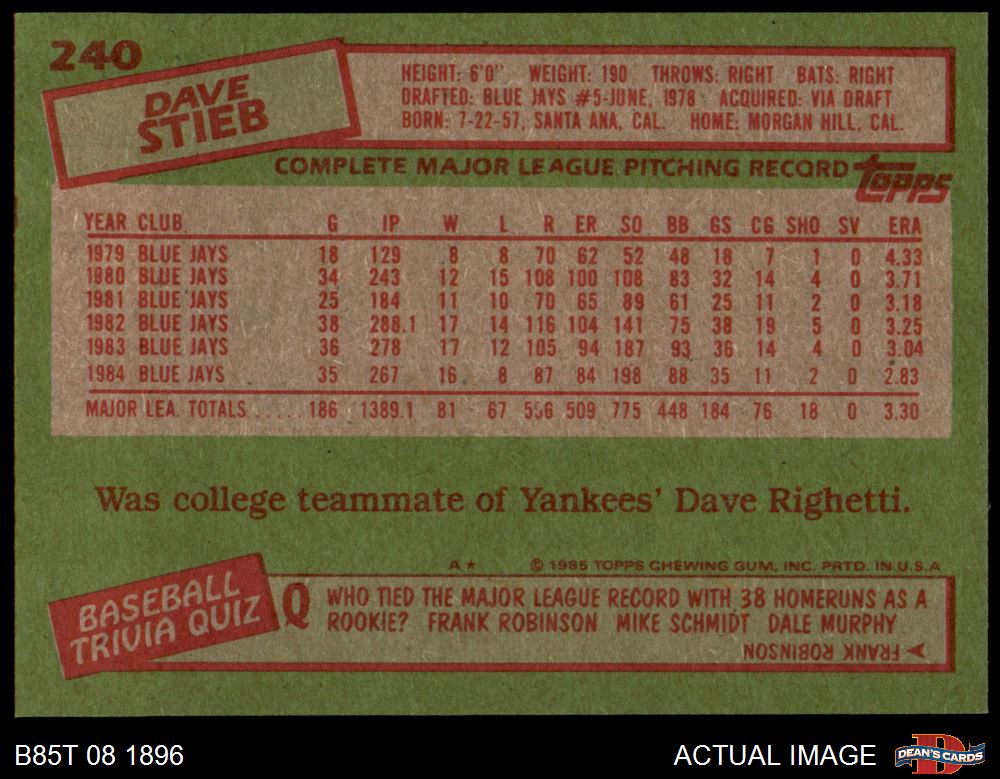 240
DAVE
STIEB
HEIGHT: 6'0" WEIGHT: 190 THROWS: RIGHT BATS: RIGHT
DRAFTED: BLUE JAYS #5-JUNE, 1978 ACQUIRED: VIA DRAFT
BORN: 7-22-57, SANTA ANA, CAL. HOME: MORGAN HILL, CAL.
COMPLETE MAJOR LEAGUE PITCHING RECORD topps
YEAR CLUB G IP W L R ER SO BB GS CG SHO SV ERA
1979 BLUE JAYS 18 129 8 8 70 62 52 48 18 7 1 0 4.33
1980 BLUE JAYS 34 243 12 15 108 100 108 83 32 14 4 0 3.71
1981 BLUE JAYS 25 184 11 10 70 65 89 61 25 11 2 0 3.18
1982 BLUE JAYS 38 288.1 17 14 116 104 141 75 38 19 5 0 3.25
1983 BLUE JAYS 36 278 17 12 105 94 187 93 36 14 4 0 3.04
1984 BLUE JAYS 35 267 16 8 87 84 198 88 35 11 2 0 2.83
MAJOR LEA. TOTALS ..... 186 1389.1 81 67 556 509 775 448 184 76 18 0 3.30
Was college teammate of Yankees' Dave Righetti.
A* © 1985 TOPPS CHEWING GUM, INC. PRTD. IN U.S.A.
BASEBALL
TRIVIA QUIZ
Q WHO TIED THE MAJOR LEAGUE RECORD WITH 38 HOMERUNS AS A
ROOKIE? FRANK ROBINSON MIKE SCHMIDT DALE MURPHY
FRANK ROBINSON
B85T 08 1896
ACTUAL IMAGE
DEAN'S CARDS